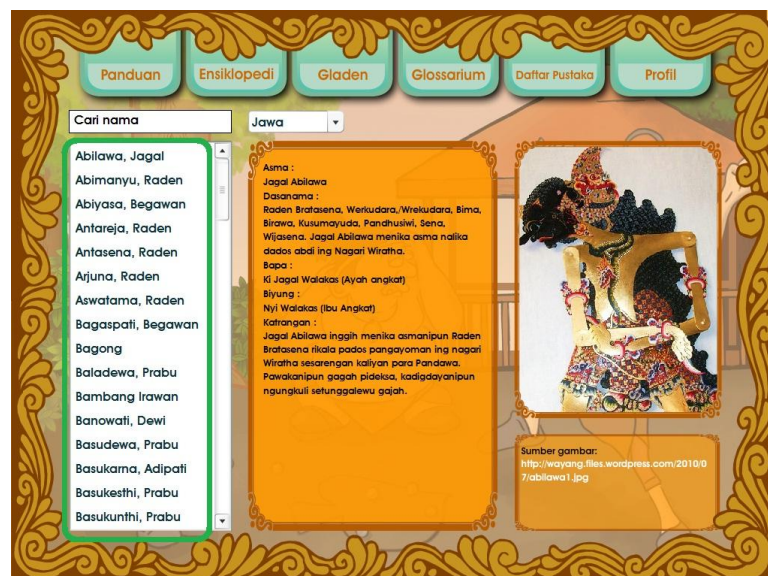 Panduan
Ensiklopedi
Gladen
Glossarium
Daftar Pustaka
Profil
Cari nama
Jawa
Abilawa, Jagal
Abimanyu, Raden
Abiyasa, Begawan
Antareja, Raden
Antasena, Raden
Arjuna, Raden
Aswatama, Raden
Bagaspati, Begawan
Bagong
Baladewa, Prabu
Bambang Irawan
Banowati, Dewi
Basudewa, Prabu
Basukarna, Adipati
Basukesthi, Prabu
Basukunthi, Prabu
Asma :
Jagal Abilawa
Dasanama :
Raden Bratasena, Werkudara,/Wrekudara, Bima,
Birawa, Kusumayuda, Pandhusiwi, Sena,
Wijasena. Jagal Abilawa menika asma nalika
dados abdi ing Nagari Wiratha.
Bapa :
Ki Jagal Walakas (Ayah angkat)
Biyung :
Nyi Walakas (Ibu Angkat)
Katrangan :
Jagal Abilawa inggih menika asmanipun Raden
Bratasena rikala pados pangayoman ing nagari
Wiratha sesarengan kaliyan para Pandawa.
Pawakanipun gagah pideksa, kadigdayanipun
ngungkuli setunggalewu gajah.
Sumber gambar:
http://wayang.files.wordpress.com/2010/0
7/abilawa1.jpg